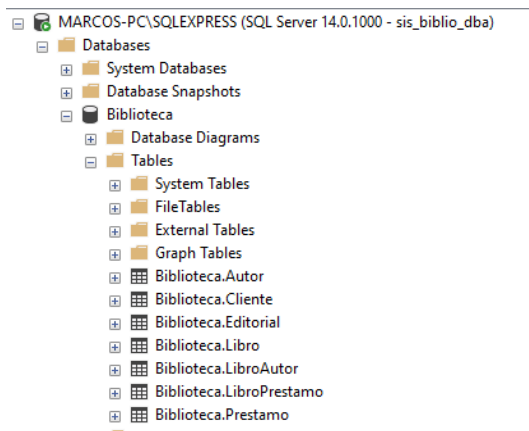 MARCOS-PC\SQLEXPRESS (SQL Server 14.0.1000 - sis_biblio_dba)
Databases
System Databases
Database Snapshots
Biblioteca
Database Diagrams
Tables
System Tables
FileTables
External Tables
Graph Tables
Biblioteca.Autor
Biblioteca.Cliente
Biblioteca.Editorial
Biblioteca.Libro
Biblioteca.LibroAutor
Biblioteca.LibroPrestamo
Biblioteca.Prestamo